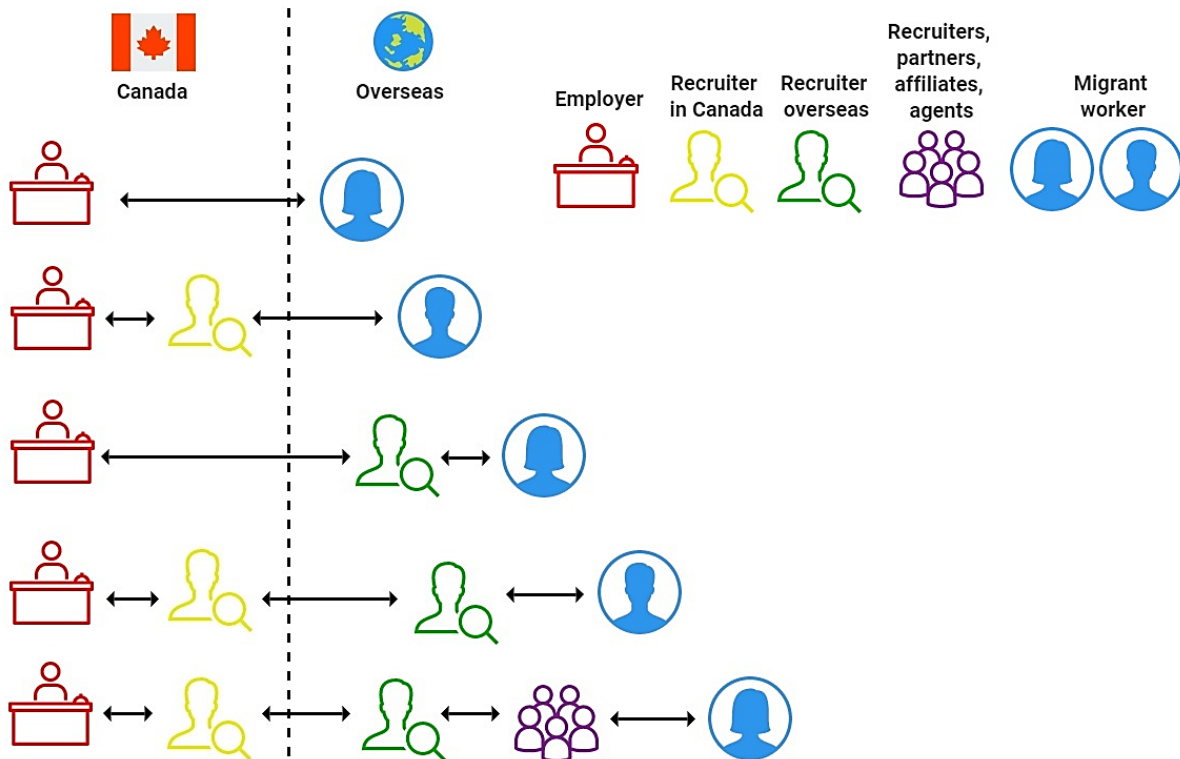 Canada
Overseas
Employer
Recruiter
in Canada
Recruiter
overseas
Recruiters,
partners,
affiliates,
agents
Migrant
worker